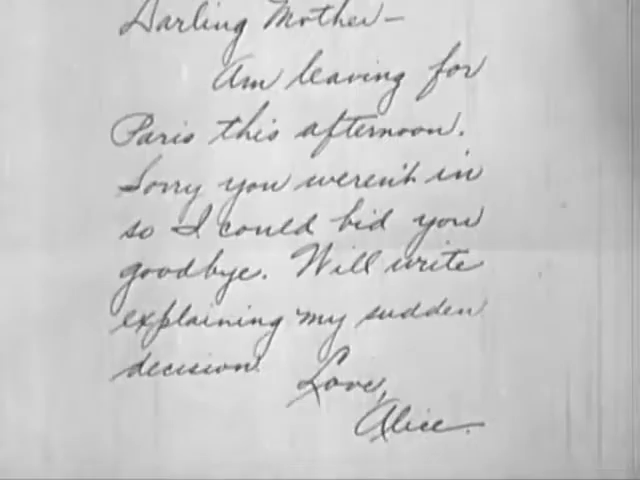 Darling Mother—
Am leaving for
Paris this afternoon.
Sorry you weren't in
so I could bid you
goodbye. Will write
explaining my sudden
decision.
Love,
Alice.